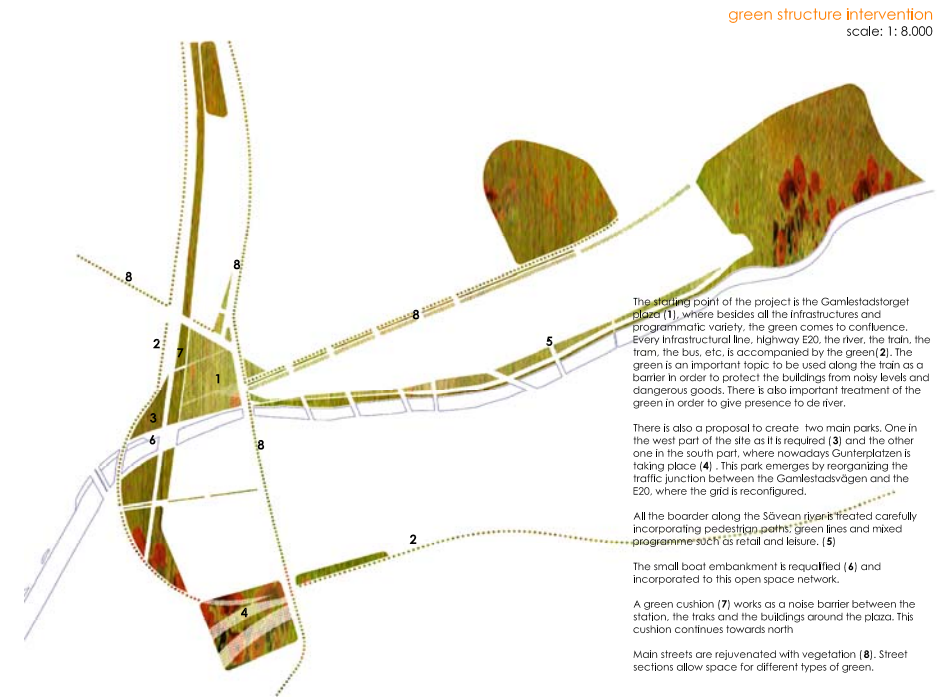 green structure intervention
scale: 1: 8.000
8
8
8
2
7
1
5
3
6
8
2
4
The starting point of the project is the Gamlestadstorget
plaza (1), where besides all the infrastructures and
programmatic variety, the green comes to confluence.
Every Infrastructural line, highway E20, the river, the train, the
tram, the bus, etc, is accompanied by the green(2). The
green is an important topic to be used along the train as a
barrier in order to protect the buildings from noisy levels and
dangerous goods. There is also important treatment of the
green in order to give presence to de river.
There is also a proposal to create two main parks. One in
the west part of the site as it is required (3) and the other
one in the south part, where nowadays Gunterplatzen is
taking place (4) . This park emerges by reorganizing the
traffic junction between the Gamlestadsvägen and the
E20, where the grid is reconfigured.
All the boarder along the Sävean river is treated carefully
incorporating pedestrian paths, green lines and mixed
programme such as retail and leisure. (5)
The small boat embankment is requalified (6) and
incorporated to this open space network.
A green cushion (7) works as a noise barrier between the
station, the traks and the buildings around the plaza. This
cushion continues towards north
Main streets are rejuvenated with vegetation (8). Street
sections allow space for different types of green.